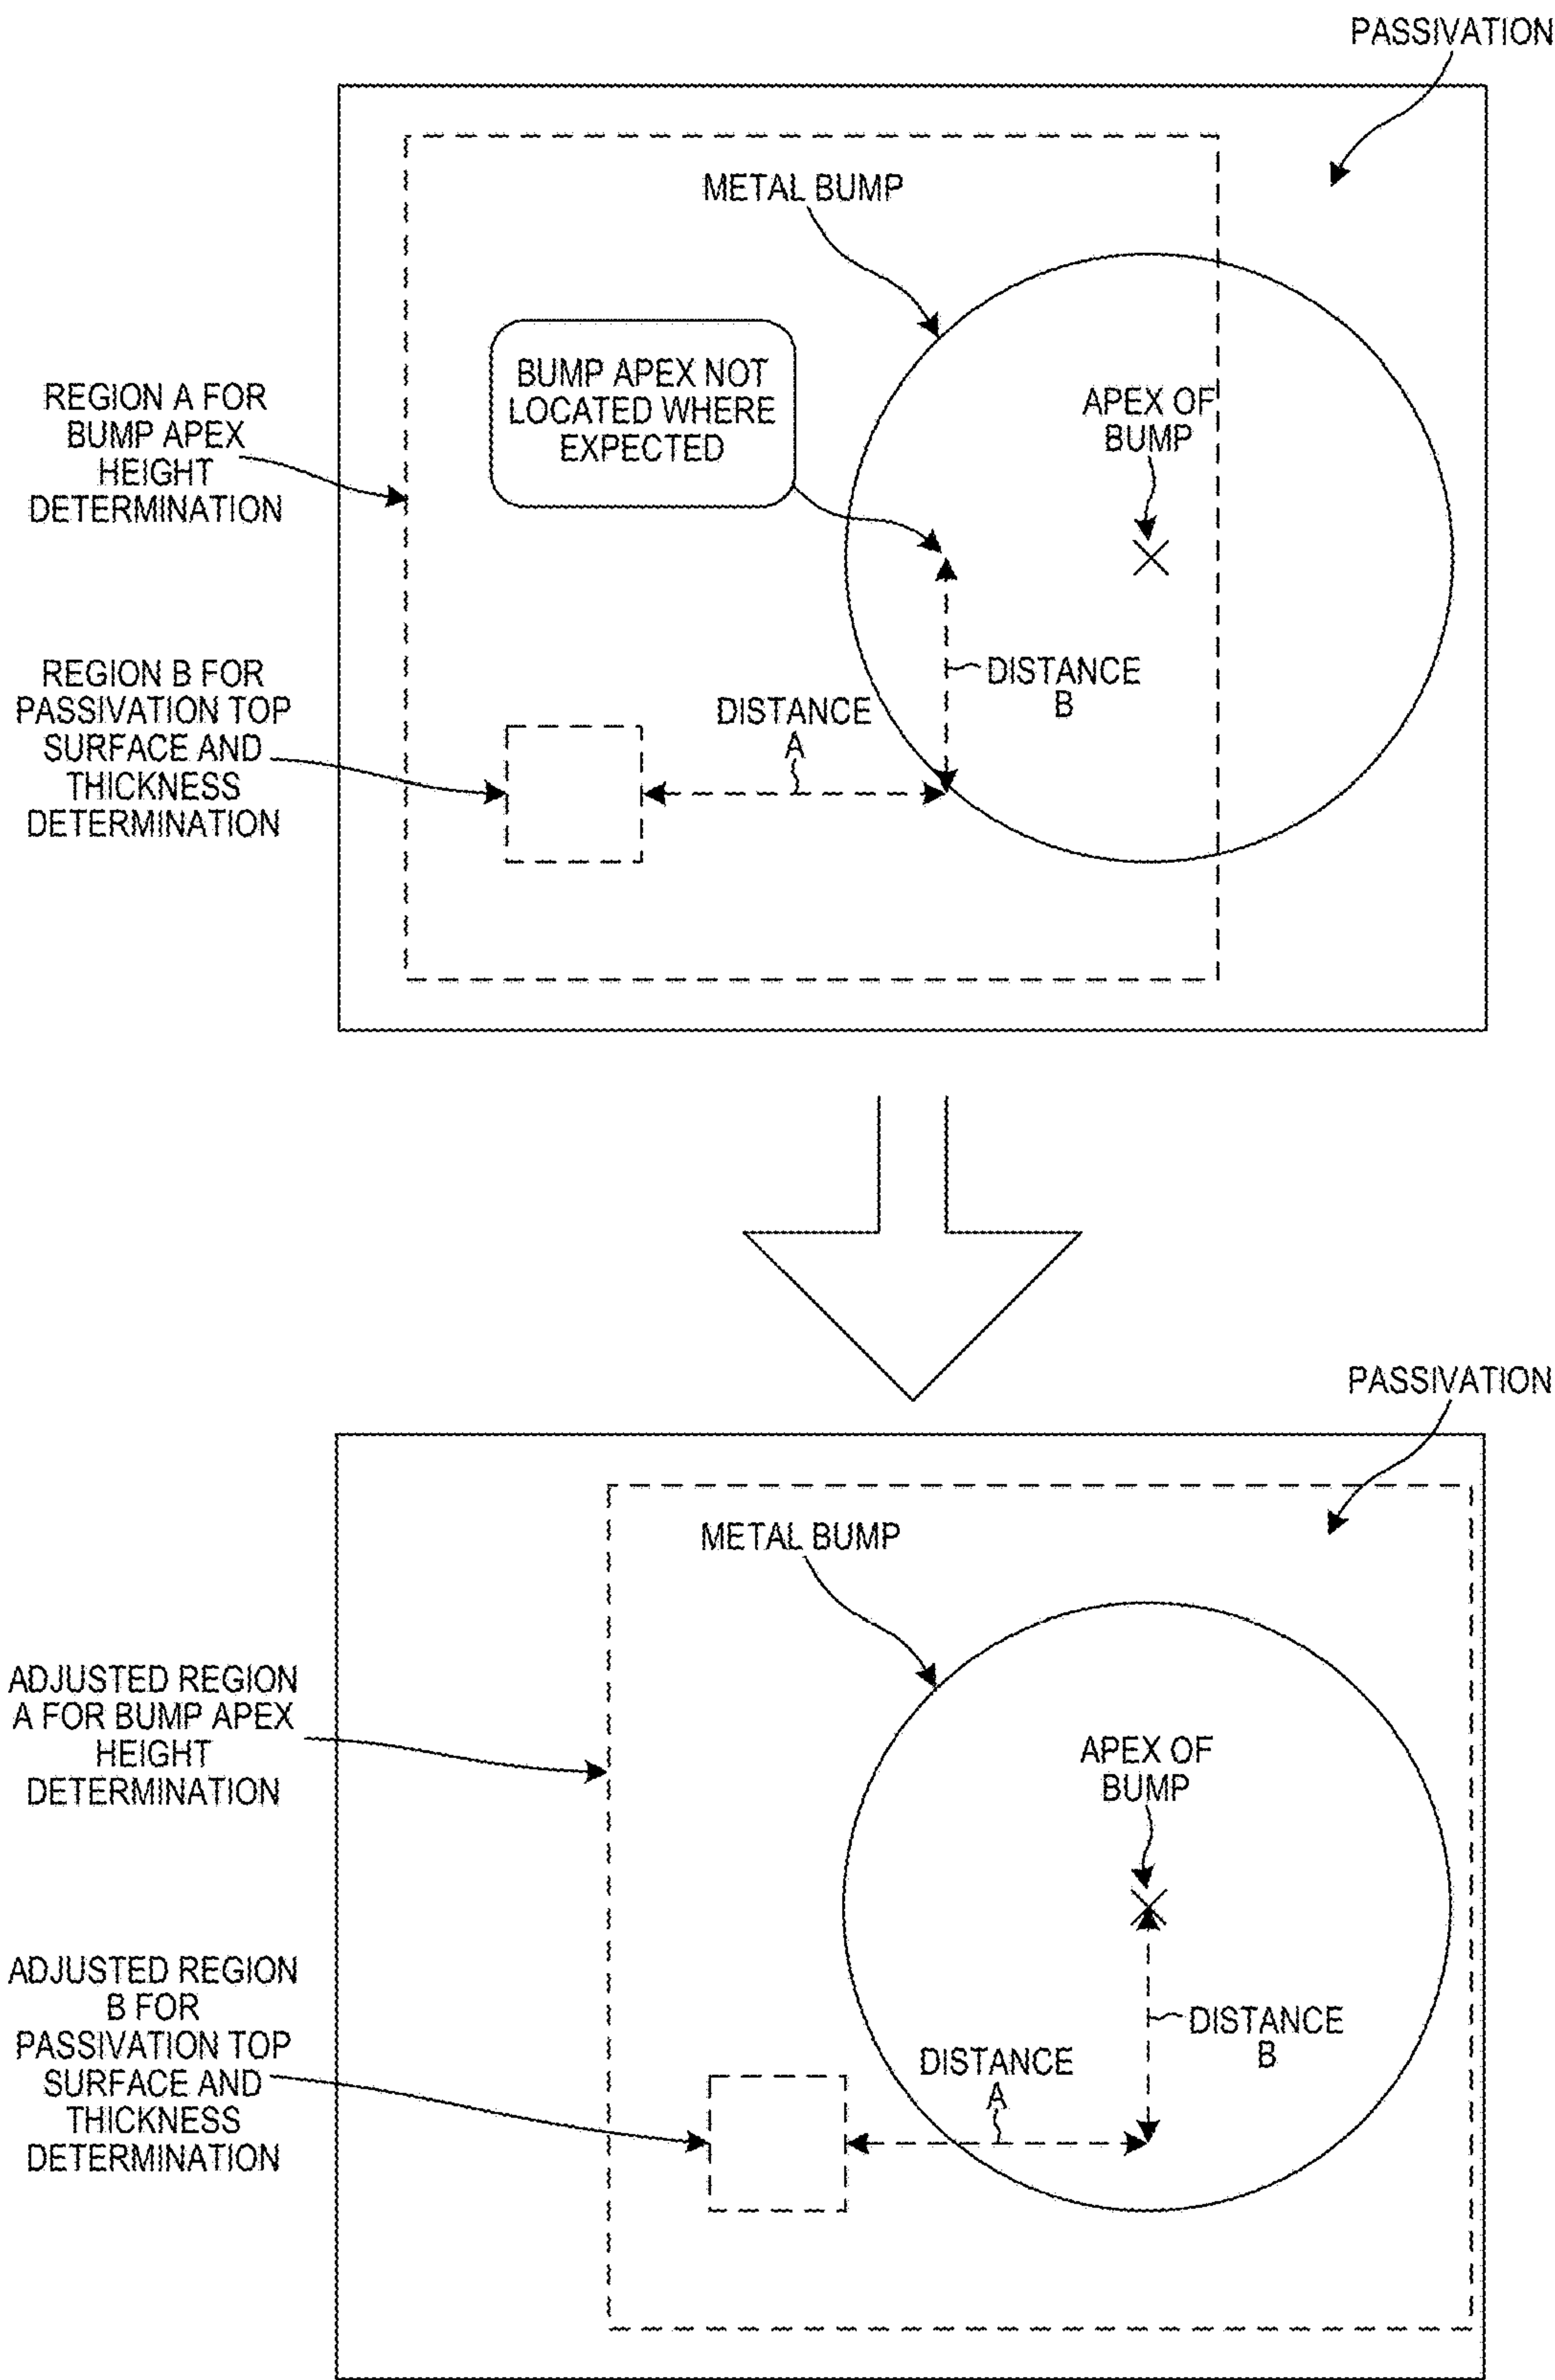 PASSIVATION
METAL BUMP
BUMP APEX NOT
LOCATED WHERE
EXPECTED
APEX OF
BUMP
REGION A FOR
BUMP APEX
HEIGHT
DETERMINATION
REGION B FOR
PASSIVATION TOP
SURFACE AND
THICKNESS
DETERMINATION
DISTANCE
A
DISTANCE
B
PASSIVATION
METAL BUMP
ADJUSTED REGION
A FOR BUMP APEX
HEIGHT
DETERMINATION
APEX OF
BUMP
ADJUSTED REGION
B FOR
PASSIVATION TOP
SURFACE AND
THICKNESS
DETERMINATION
DISTANCE
A
DISTANCE
B